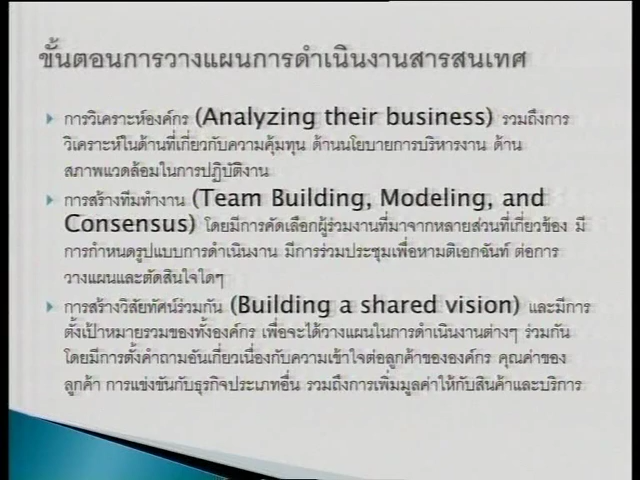 ขั้นตอนการวางแผนการดำเนินงานสารสนเทศ
การวิเคราะห์องค์กร (Analyzing their business) รวมถึงการ
วิเคราะห์ในด้านที่เกี่ยวกับความคุ้มทุน ด้านนโยบายการบริหารงาน ด้าน
สภาพแวดล้อมในการปฏิบัติงาน
การสร้างทีมทำงาน (Team Building, Modeling, and
Consensus) โดยมีการคัดเลือกผู้ร่วมงานที่มาจากหลายส่วนที่เกี่ยวข้อง มี
การกำหนดรูปแบบการดำเนินงาน มีการร่วมประชุมเพื่อหามติเอกฉันท์ ต่อการ
วางแผนและตัดสินใจใดๆ
การสร้างวิสัยทัศน์ร่วมกัน (Building a shared vision) และมีการ
ตั้งเป้าหมายรวมของทั้งองค์กร เพื่อจะได้วางแผนในการดำเนินงานต่างๆ ร่วมกัน
โดยมีการตั้งคำถามอันเกี่ยวเนื่องกับความเข้าใจต่อลูกค้าขององค์กร คุณค่าของ
ลูกค้า การแข่งขันกับธุรกิจประเภทอื่น รวมถึงการเพิ่มมูลค่าให้กับสินค้าและบริการ